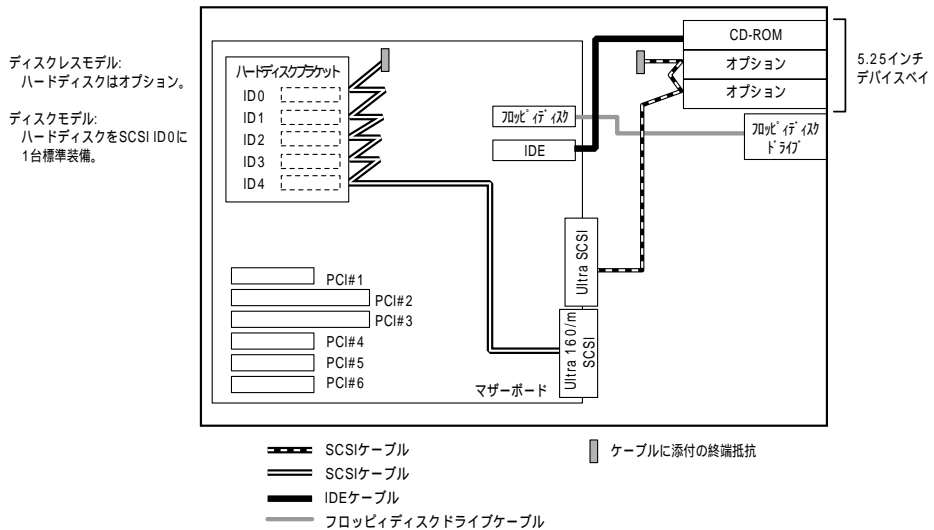 ディスクレスモデル:
ハードディスクはオプション。
ディスクモデル:
ハードディスクをSCSI ID0に
1台標準装備。
ハードディスクブラケット
ID0
ID1
ID2
ID3
ID4
フロッピィディスク
IDE
CD-ROM
オプション
オプション
5.25インチ
デバイスベイ
フロッピィディスク
ドライブ
Ultra SCSI
Ultra 160/m
SCSI
PCI#1
PCI#2
PCI#3
PCI#4
PCI#5
PCI#6
マザーボード
SCSIケーブル
SCSIケーブル
IDEケーブル
フロッピィディスクドライブケーブル
ケーブルに添付の終端抵抗